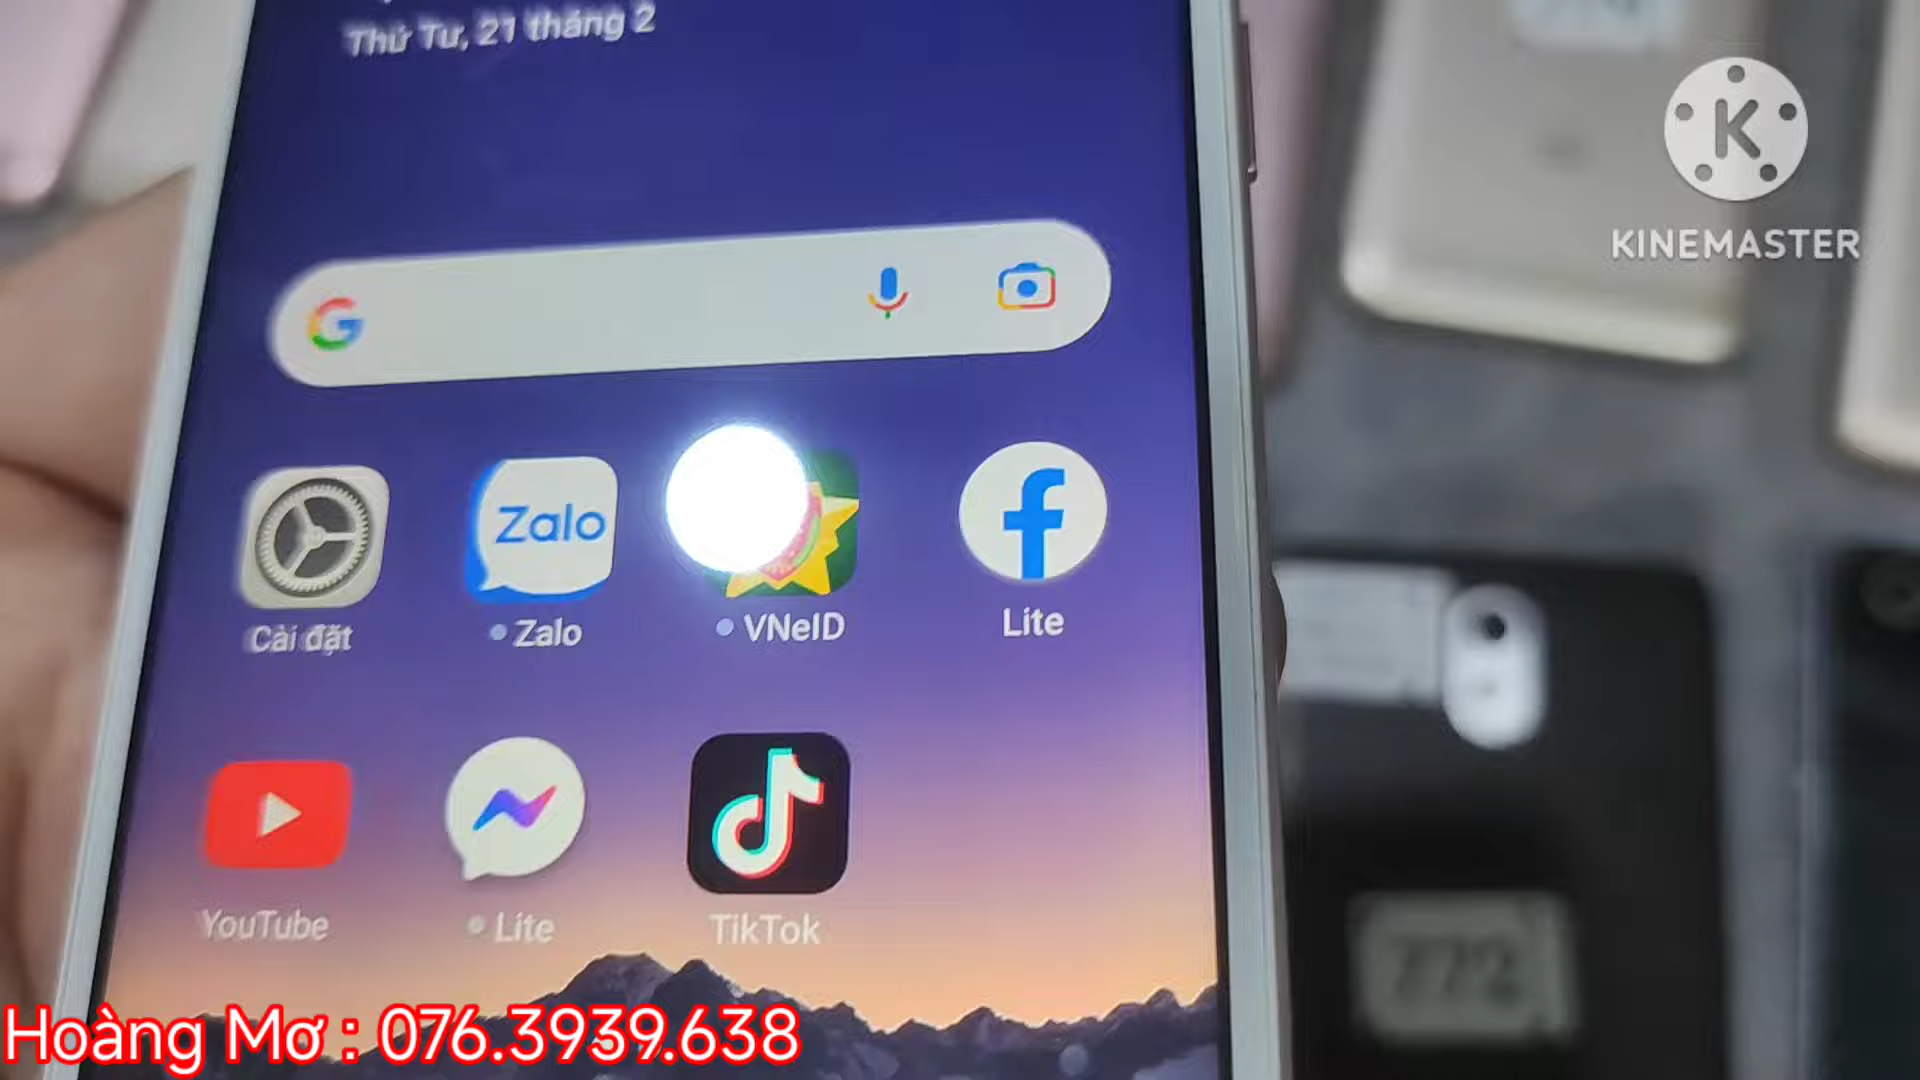 Thứ Tư, 21 tháng 2
K
KINEMASTER
G
Zalo
Cài đặt
Zalo
VNeID
Lite
YouTube
Lite
TikTok
772
Hoàng Mơ : 076.3939.638